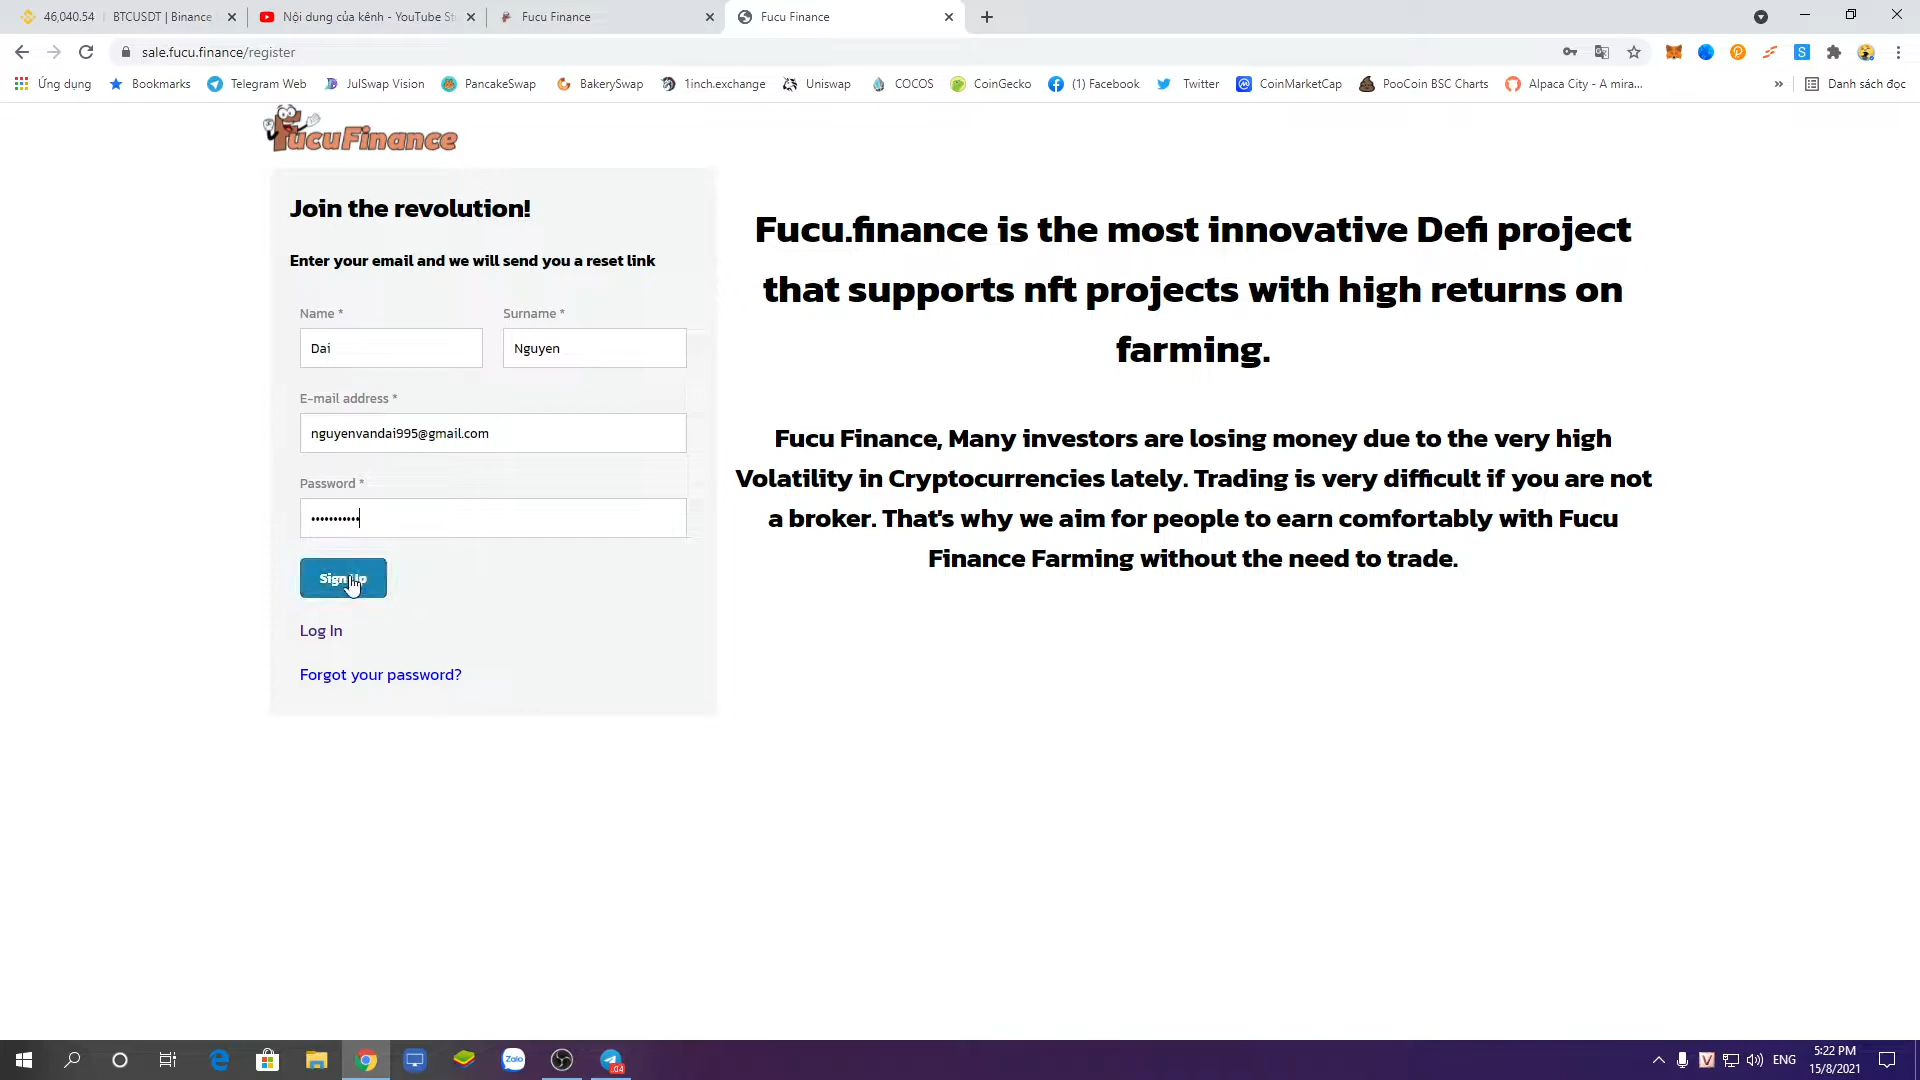 46,040.54 | BTCUSDT | Binance
Nội dung của kênh - YouTube St
Fucu Finance
Fucu Finance
sale.fucu.finance/register
Ứng dụng
Bookmarks
Telegram Web
JulSwap Vision
PancakeSwap
BakerySwap
1inch.exchange
Uniswap
COCOS
CoinGecko
(1) Facebook
Twitter
CoinMarketCap
PooCoin BSC Charts
Alpaca City - A mira...
»
Danh sách đọc
FucuFinance
Join the revolution!
Enter your email and we will send you a reset link
Name *
Surname *
Dai
Nguyen
E-mail address *
nguyenvandai995@gmail.com
Password *
•••••••••••
Sign Up
Log In
Forgot your password?
Fucu.finance is the most innovative Defi project
that supports nft projects with high returns on
farming.
Fucu Finance, Many investors are losing money due to the very high
Volatility in Cryptocurrencies lately. Trading is very difficult if you are not
a broker. That's why we aim for people to earn comfortably with Fucu
Finance Farming without the need to trade.
Zalo
.04
ENG
5:22 PM
15/8/2021